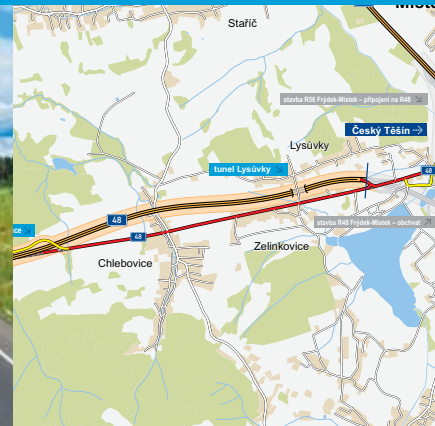 Staříč
stavba R56 Frýdek-Místek – připojení na R48
Český Těšín
Lysůvky
tunel Lysůvky
48
48
stavba R48 Frýdek-Místek – obchvat
48
Zelinkovice
Chlebovice